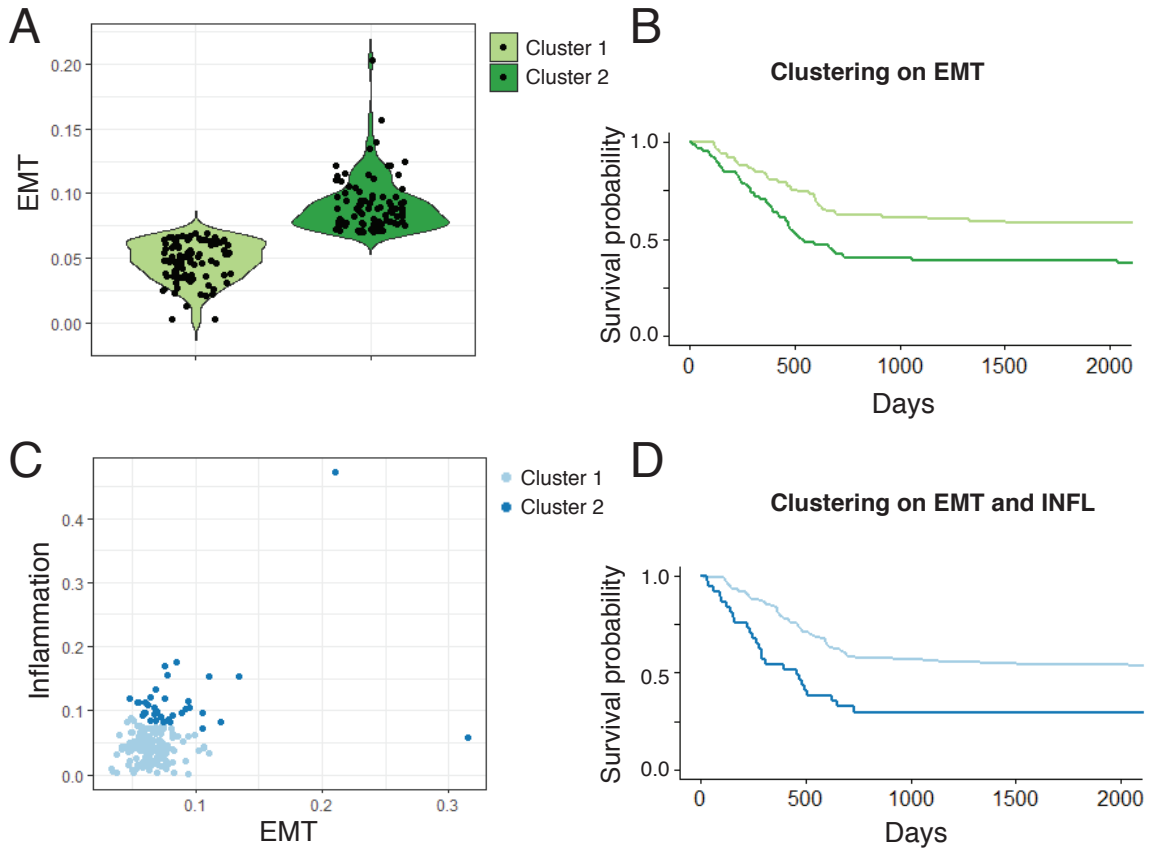 A
EMT
0.20
0.15
0.10
0.05
0.00
Cluster 1
Cluster 2
B
Clustering on EMT
Survival probability
1.0
0.5
0.0
0 500 1000 1500 2000
Days
C
Inflammation
0.4
0.3
0.2
0.1
0.0
0.1 0.2 0.3
EMT
Cluster 1
Cluster 2
D
Clustering on EMT and INFL
Survival probability
1.0
0.5
0.0
0 500 1000 1500 2000
Days